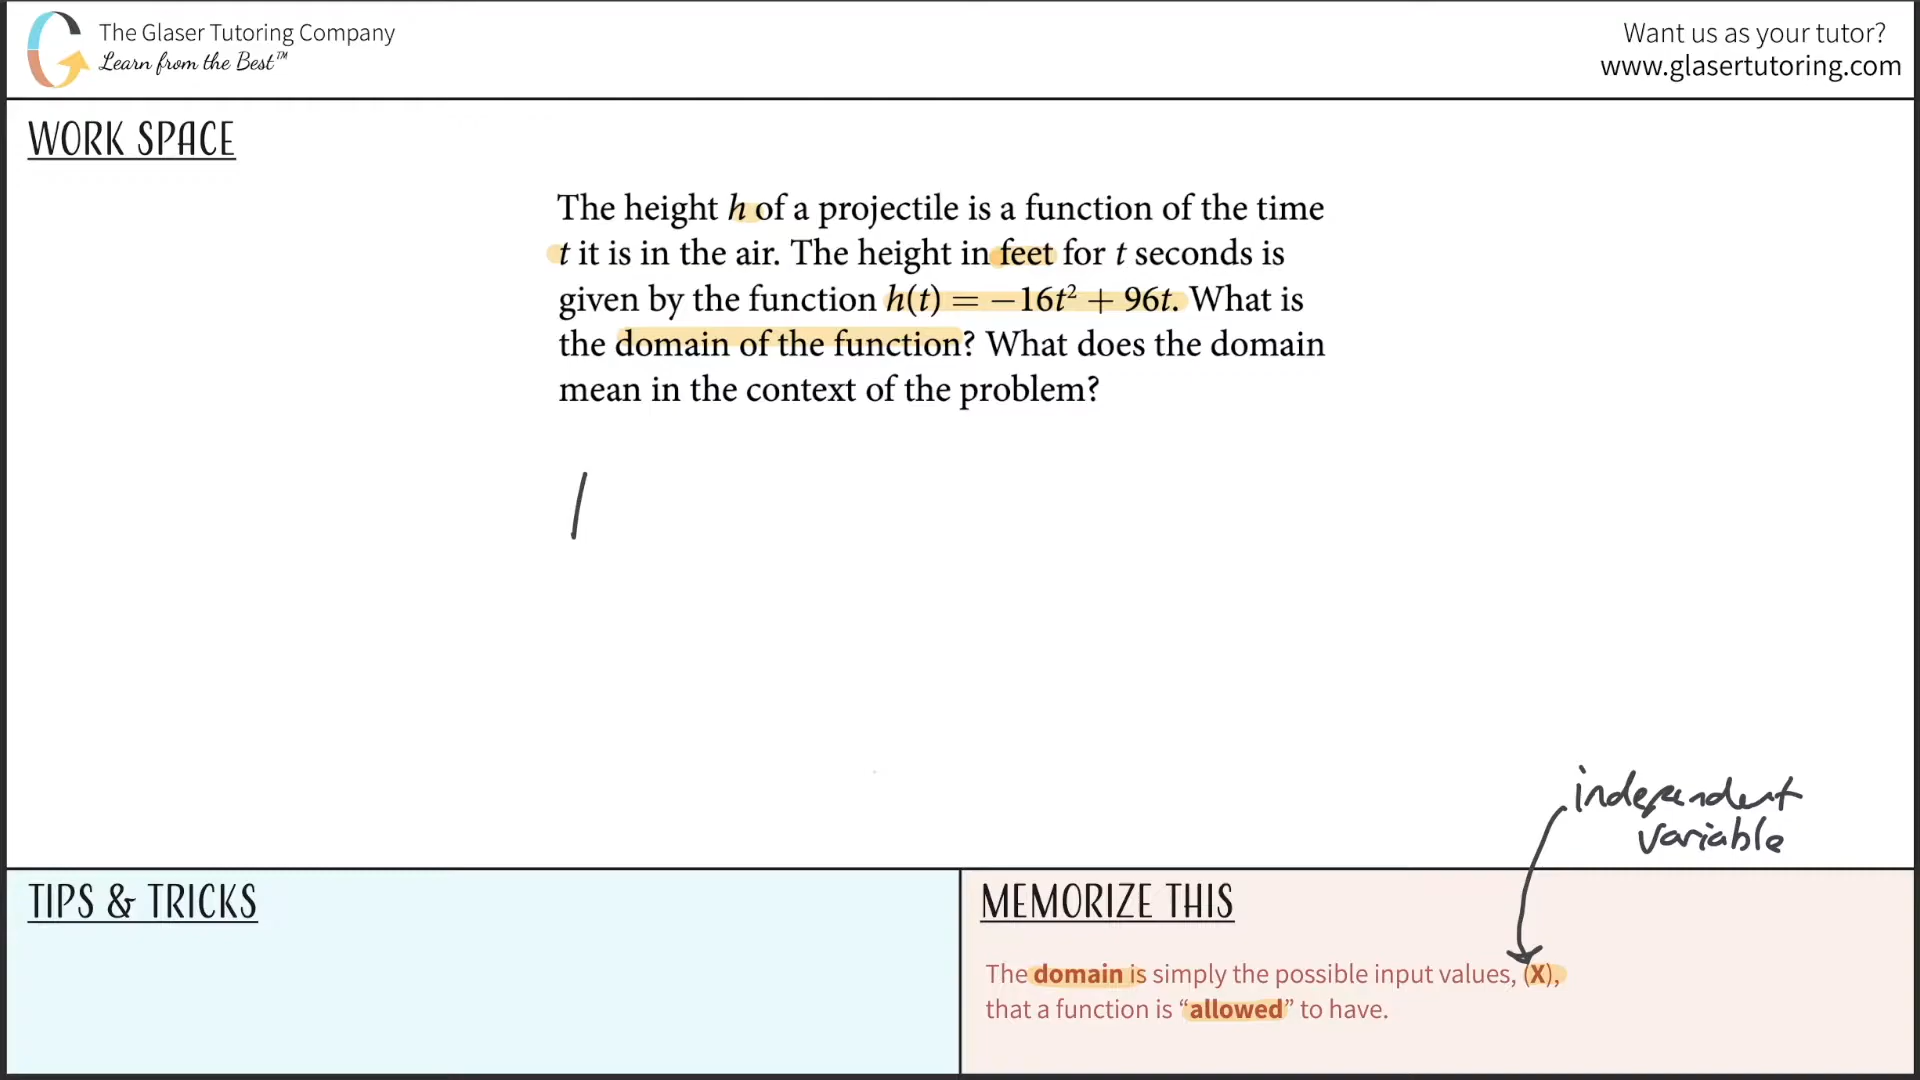 The Glaser Tutoring Company
Learn from the Best™
Want us as your tutor?
www.glasertutoring.com
WORK SPACE
The height h of a projectile is a function of the time
t it is in the air. The height in feet for t seconds is
given by the function h(t) = −16t² + 96t. What is
the domain of the function? What does the domain
mean in the context of the problem?
independent
variable
TIPS & TRICKS
MEMORIZE THIS
The domain is simply the possible input values, (X),
that a function is “allowed” to have.